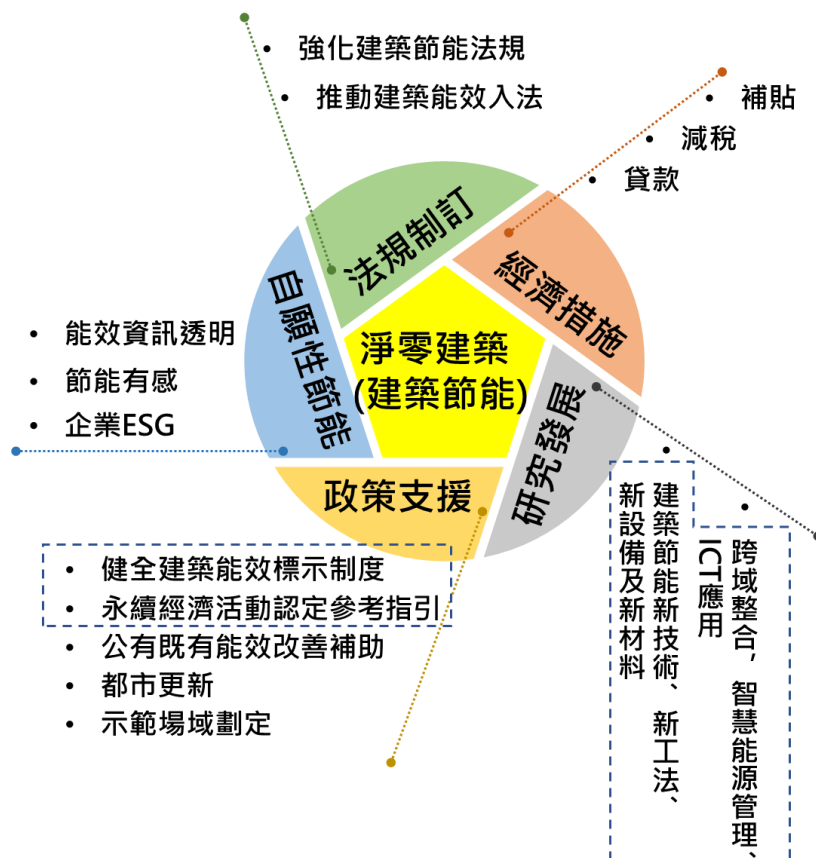 • 強化建築節能法規
• 推動建築能效入法
• 補貼
• 減稅
• 貸款
法規制訂
經濟措施
自願性節能
淨零建築
(建築節能)
• 能效資訊透明
• 節能有感
• 企業ESG
研究發展
政策支援
• 健全建築能效標示制度
• 永續經濟活動認定參考指引
• 公有既有能效改善補助
• 都市更新
• 示範場域劃定
• 跨域整合, 智慧能源管理、
ICT應用
• 建築節能新技術、新工法、
新設備及新材料